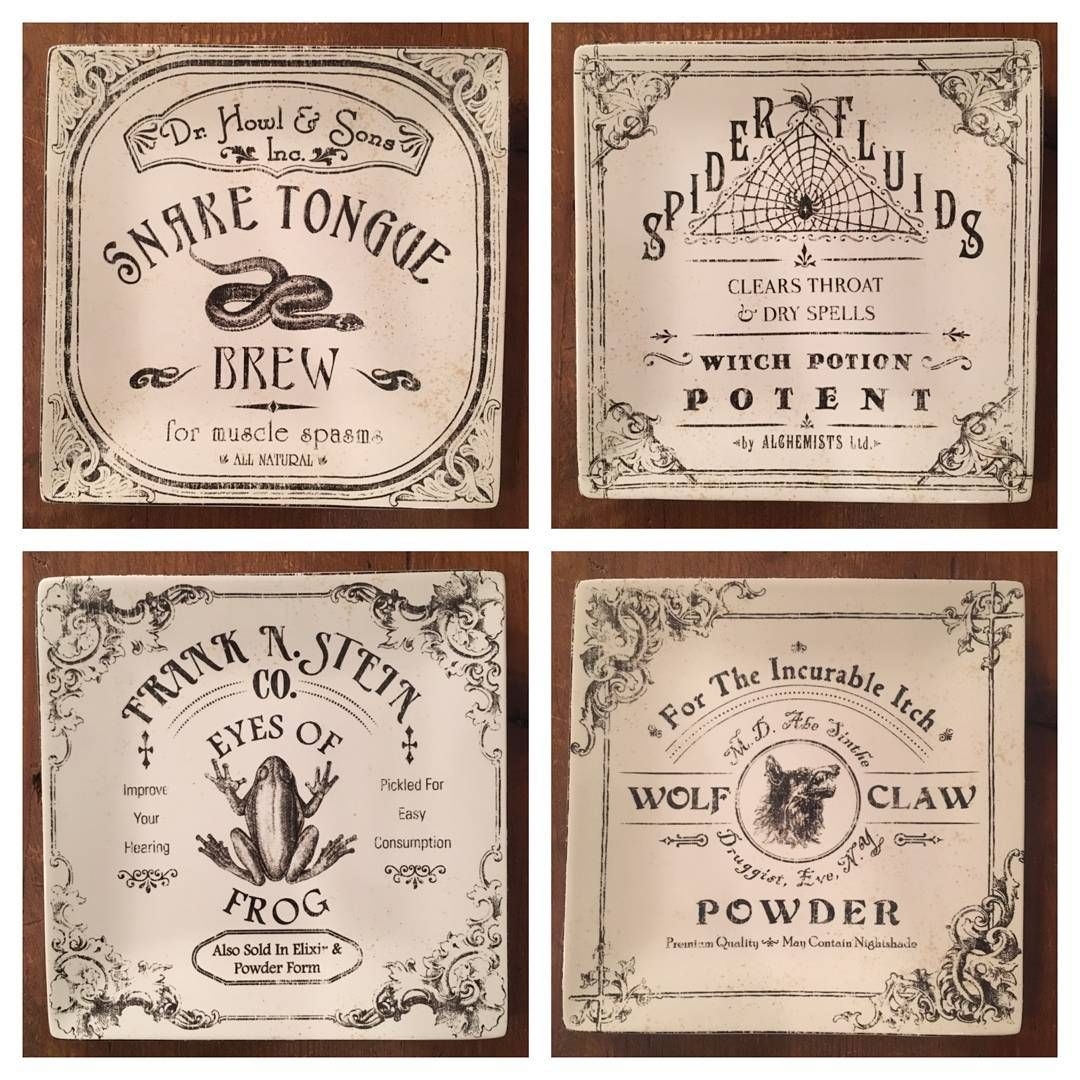 Dr. Howl & Sons
Inc.
SNAKE TONGUE
BREW
for muscle spasms
ALL NATURAL
SPIDER FLUIDS
CLEARS THROAT
& DRY SPELLS
WITCH POTION
POTENT
by ALCHEMISTS Ltd.
FRANK N. STEIN
CO.
EYES OF
Improve
Your
Hearing
Pickled For
Easy
Consumption
FROG
Also Sold In Elixir &
Powder Form
For The Incurable Itch
M.D. Abe Sinthe
WOLF CLAW
Druggist, Eve, N.ay
POWDER
Premium Quality May Contain Nightshade